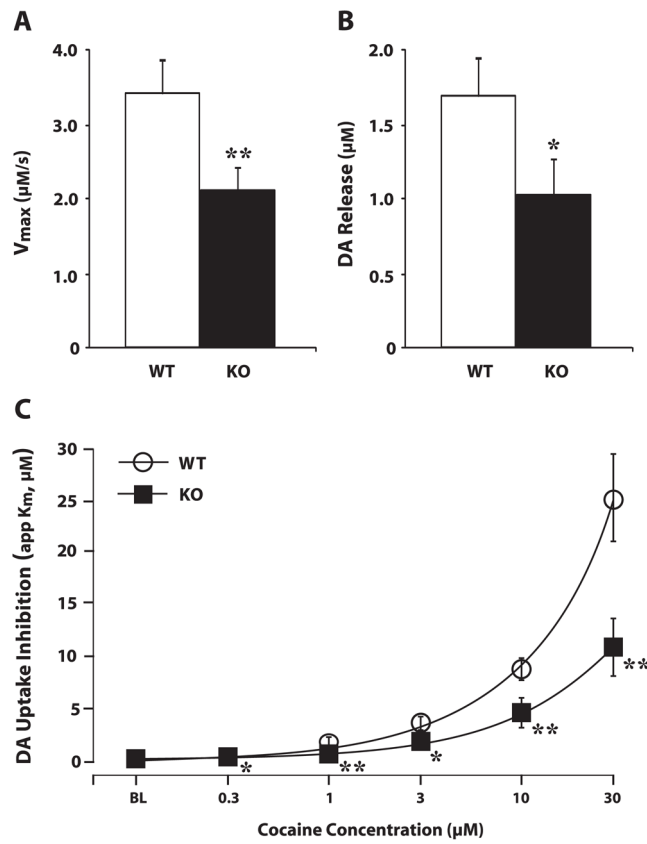 A
4.0
3.0
2.0
1.0
0
Vmax (µM/s)
**
WT
KO
B
2.0
1.5
1.0
0.5
0
DA Release (µM)
*
WT
KO
C
30
25
20
15
10
5
0
DA Uptake Inhibition (app Km, µM)
WT
KO
*
**
*
**
**
BL
0.3
1
3
10
30
Cocaine Concentration (µM)